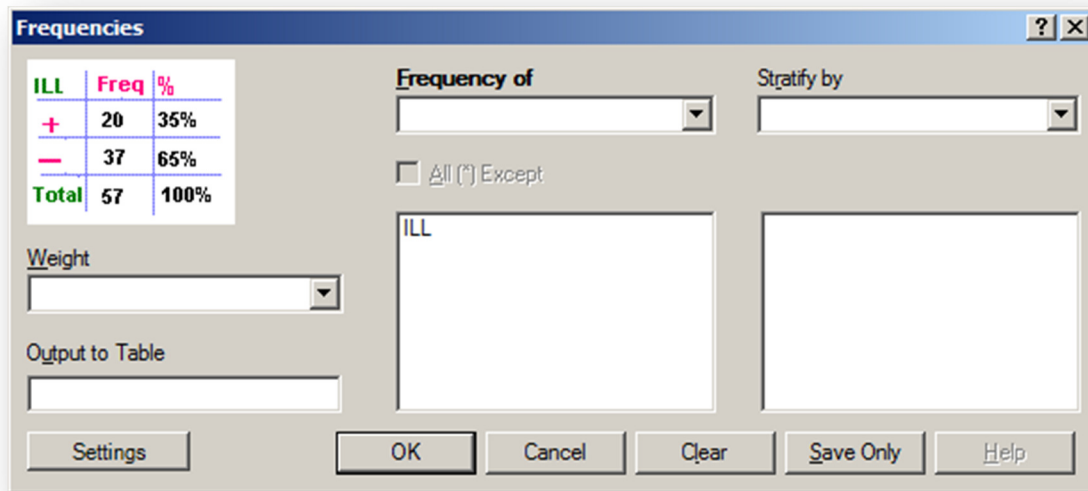 Frequencies
ILL Freq %
+ 20 35%
— 37 65%
Total 57 100%
Weight
Output to Table
Settings
Frequency of
All (*) Except
ILL
Stratify by
OK
Cancel
Clear
Save Only
Help